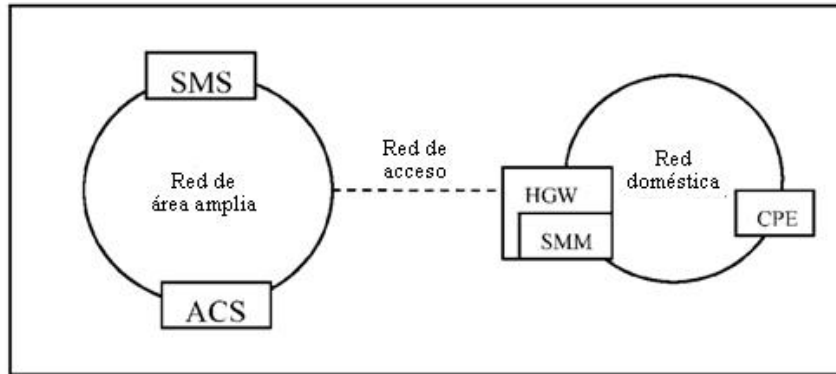 SMS
Red de
área amplia
ACS
Red de
acceso
HGW
SMM
Red
doméstica
CPE